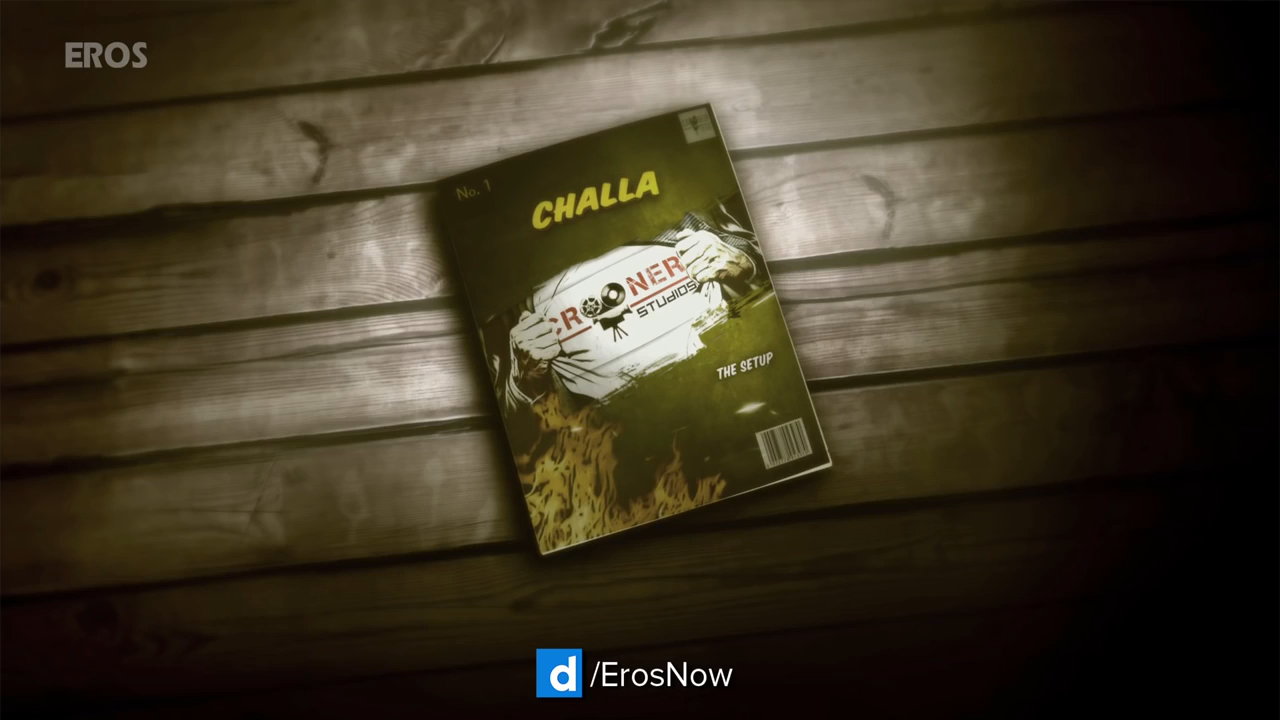 EROS
No. 1
CHALLA
CROONER
STUDIOS
THE SETUP
d /ErosNow